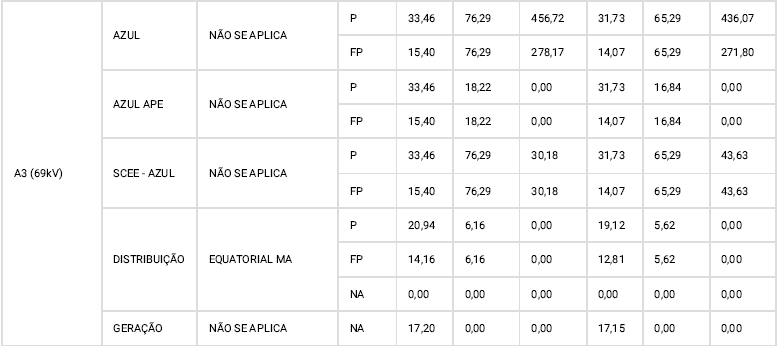 P 33,46 76,29 456,72 31,73 65,29 436,07
AZUL NÃO SE APLICA
FP 15,40 76,29 278,17 14,07 65,29 271,80
P 33,46 18,22 0,00 31,73 16,84 0,00
AZUL APE NÃO SE APLICA
FP 15,40 18,22 0,00 14,07 16,84 0,00
P 33,46 76,29 30,18 31,73 65,29 43,63
A3 (69kV) SCEE - AZUL NÃO SE APLICA
FP 15,40 76,29 30,18 14,07 65,29 43,63
P 20,94 6,16 0,00 19,12 5,62 0,00
DISTRIBUIÇÃO EQUATORIAL MA FP 14,16 6,16 0,00 12,81 5,62 0,00
NA 0,00 0,00 0,00 0,00 0,00 0,00
GERAÇÃO NÃO SE APLICA NA 17,20 0,00 0,00 17,15 0,00 0,00